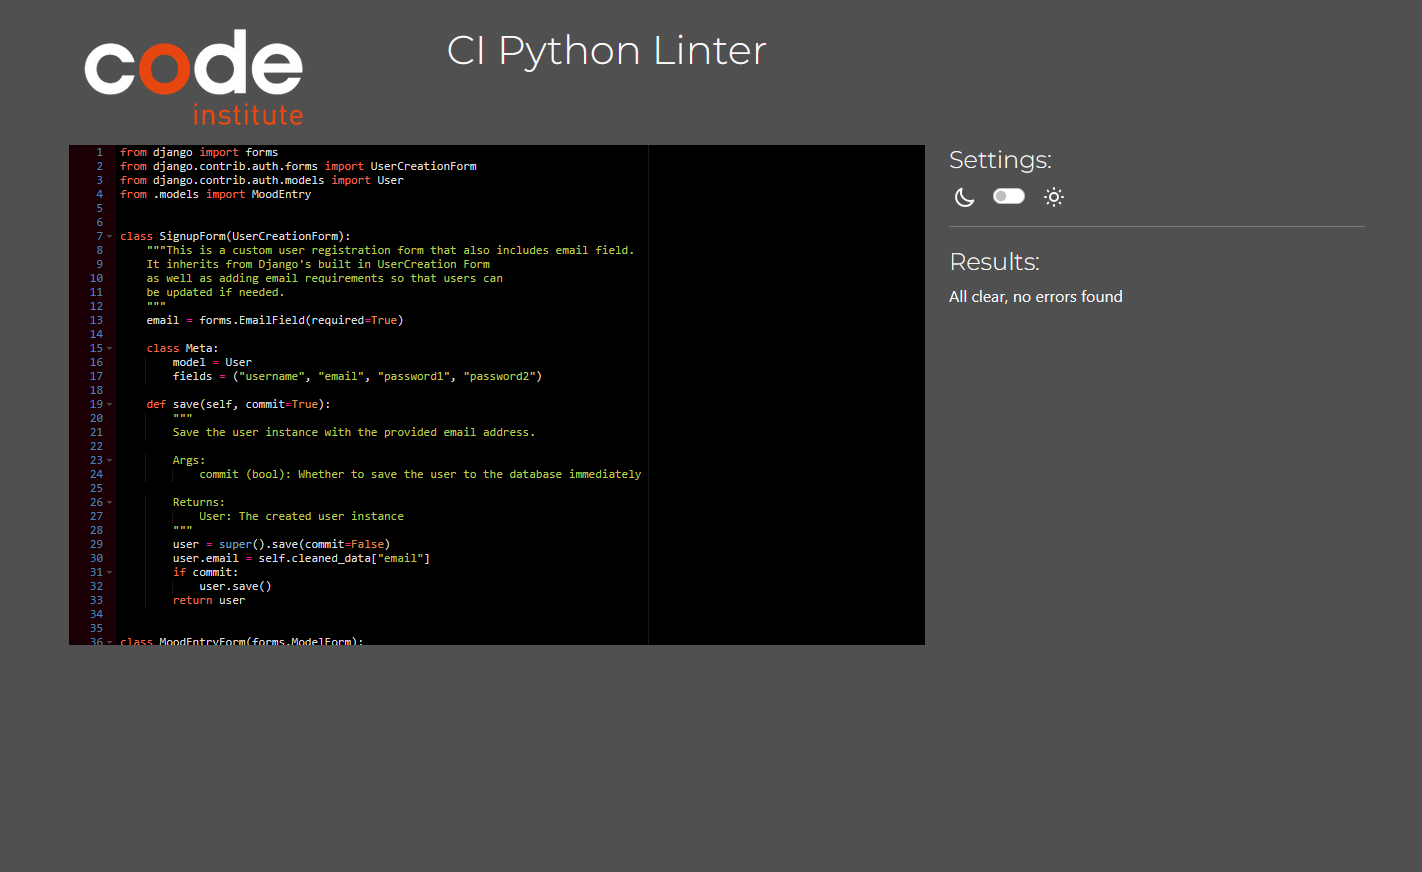 code
institute
CI Python Linter
1 from django import forms
2 from django.contrib.auth.forms import UserCreationForm
3 from django.contrib.auth.models import User
4 from .models import MoodEntry
5
6
7 class SignupForm(UserCreationForm):
8     """This is a custom user registration form that also includes email field.
9     It inherits from Django's built in UserCreation Form
10     as well as adding email requirements so that users can
11     be updated if needed.
12     """
13     email = forms.EmailField(required=True)
14
15     class Meta:
16         model = User
17         fields = ("username", "email", "password1", "password2")
18
19     def save(self, commit=True):
20         """
21         Save the user instance with the provided email address.
22
23         Args:
24             commit (bool): Whether to save the user to the database immediately
25
26         Returns:
27             User: The created user instance
28         """
29         user = super().save(commit=False)
30         user.email = self.cleaned_data["email"]
31         if commit:
32             user.save()
33         return user
34
35
36 class MoodEntryForm(forms.ModelForm):
Settings:
Results:
All clear, no errors found